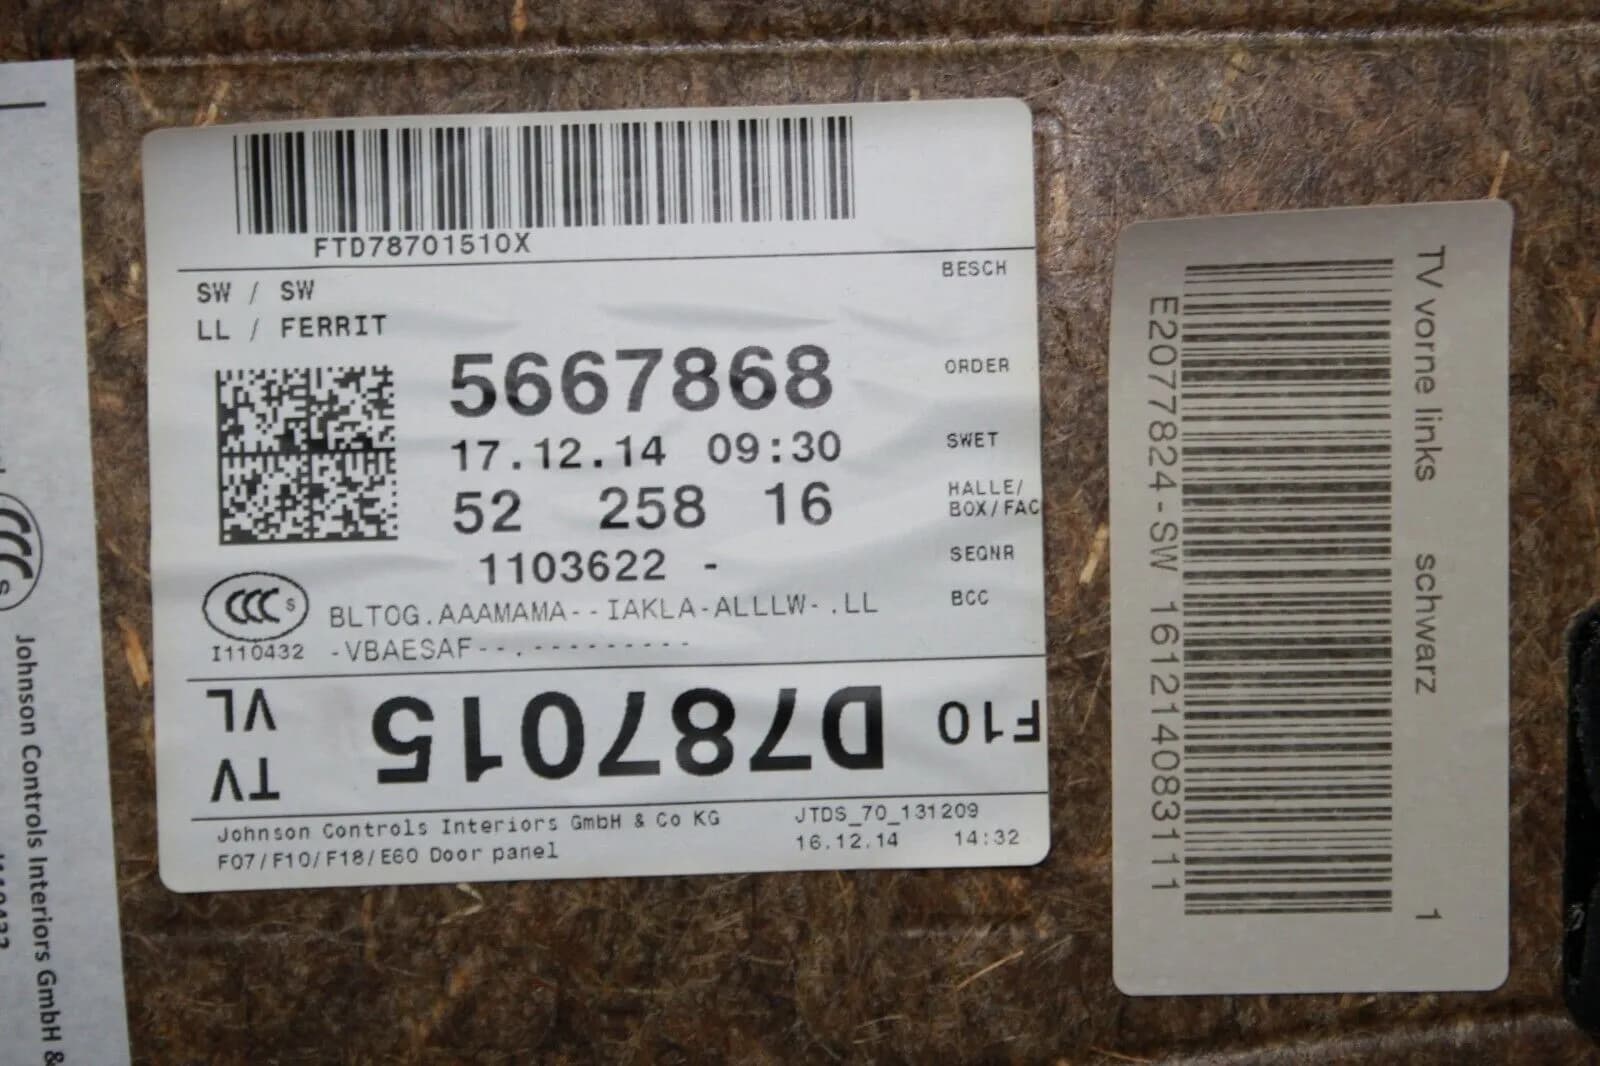 FTD78701510X
BESCH
SW / SW
LL / FERRIT
5667868
ORDER
17.12.14 09:30
SWET
52 258 16
HALLE/
BOX/FAC
1103622 -
SEQNR
CCC S
BLTOG.AAAMAMA--IAKLA-ALLLW-.LL
BCC
I110432
-VBAESAF--.---------
TV VL
D787015
F10
Johnson Controls Interiors GmbH & Co KG
JTDS_70_131209
F07/F10/F18/E60 Door panel
16.12.14 14:32
TV vorne links schwarz 1
E2077824-SW 161214083111
CCC S
Johnson Controls Interiors GmbH &